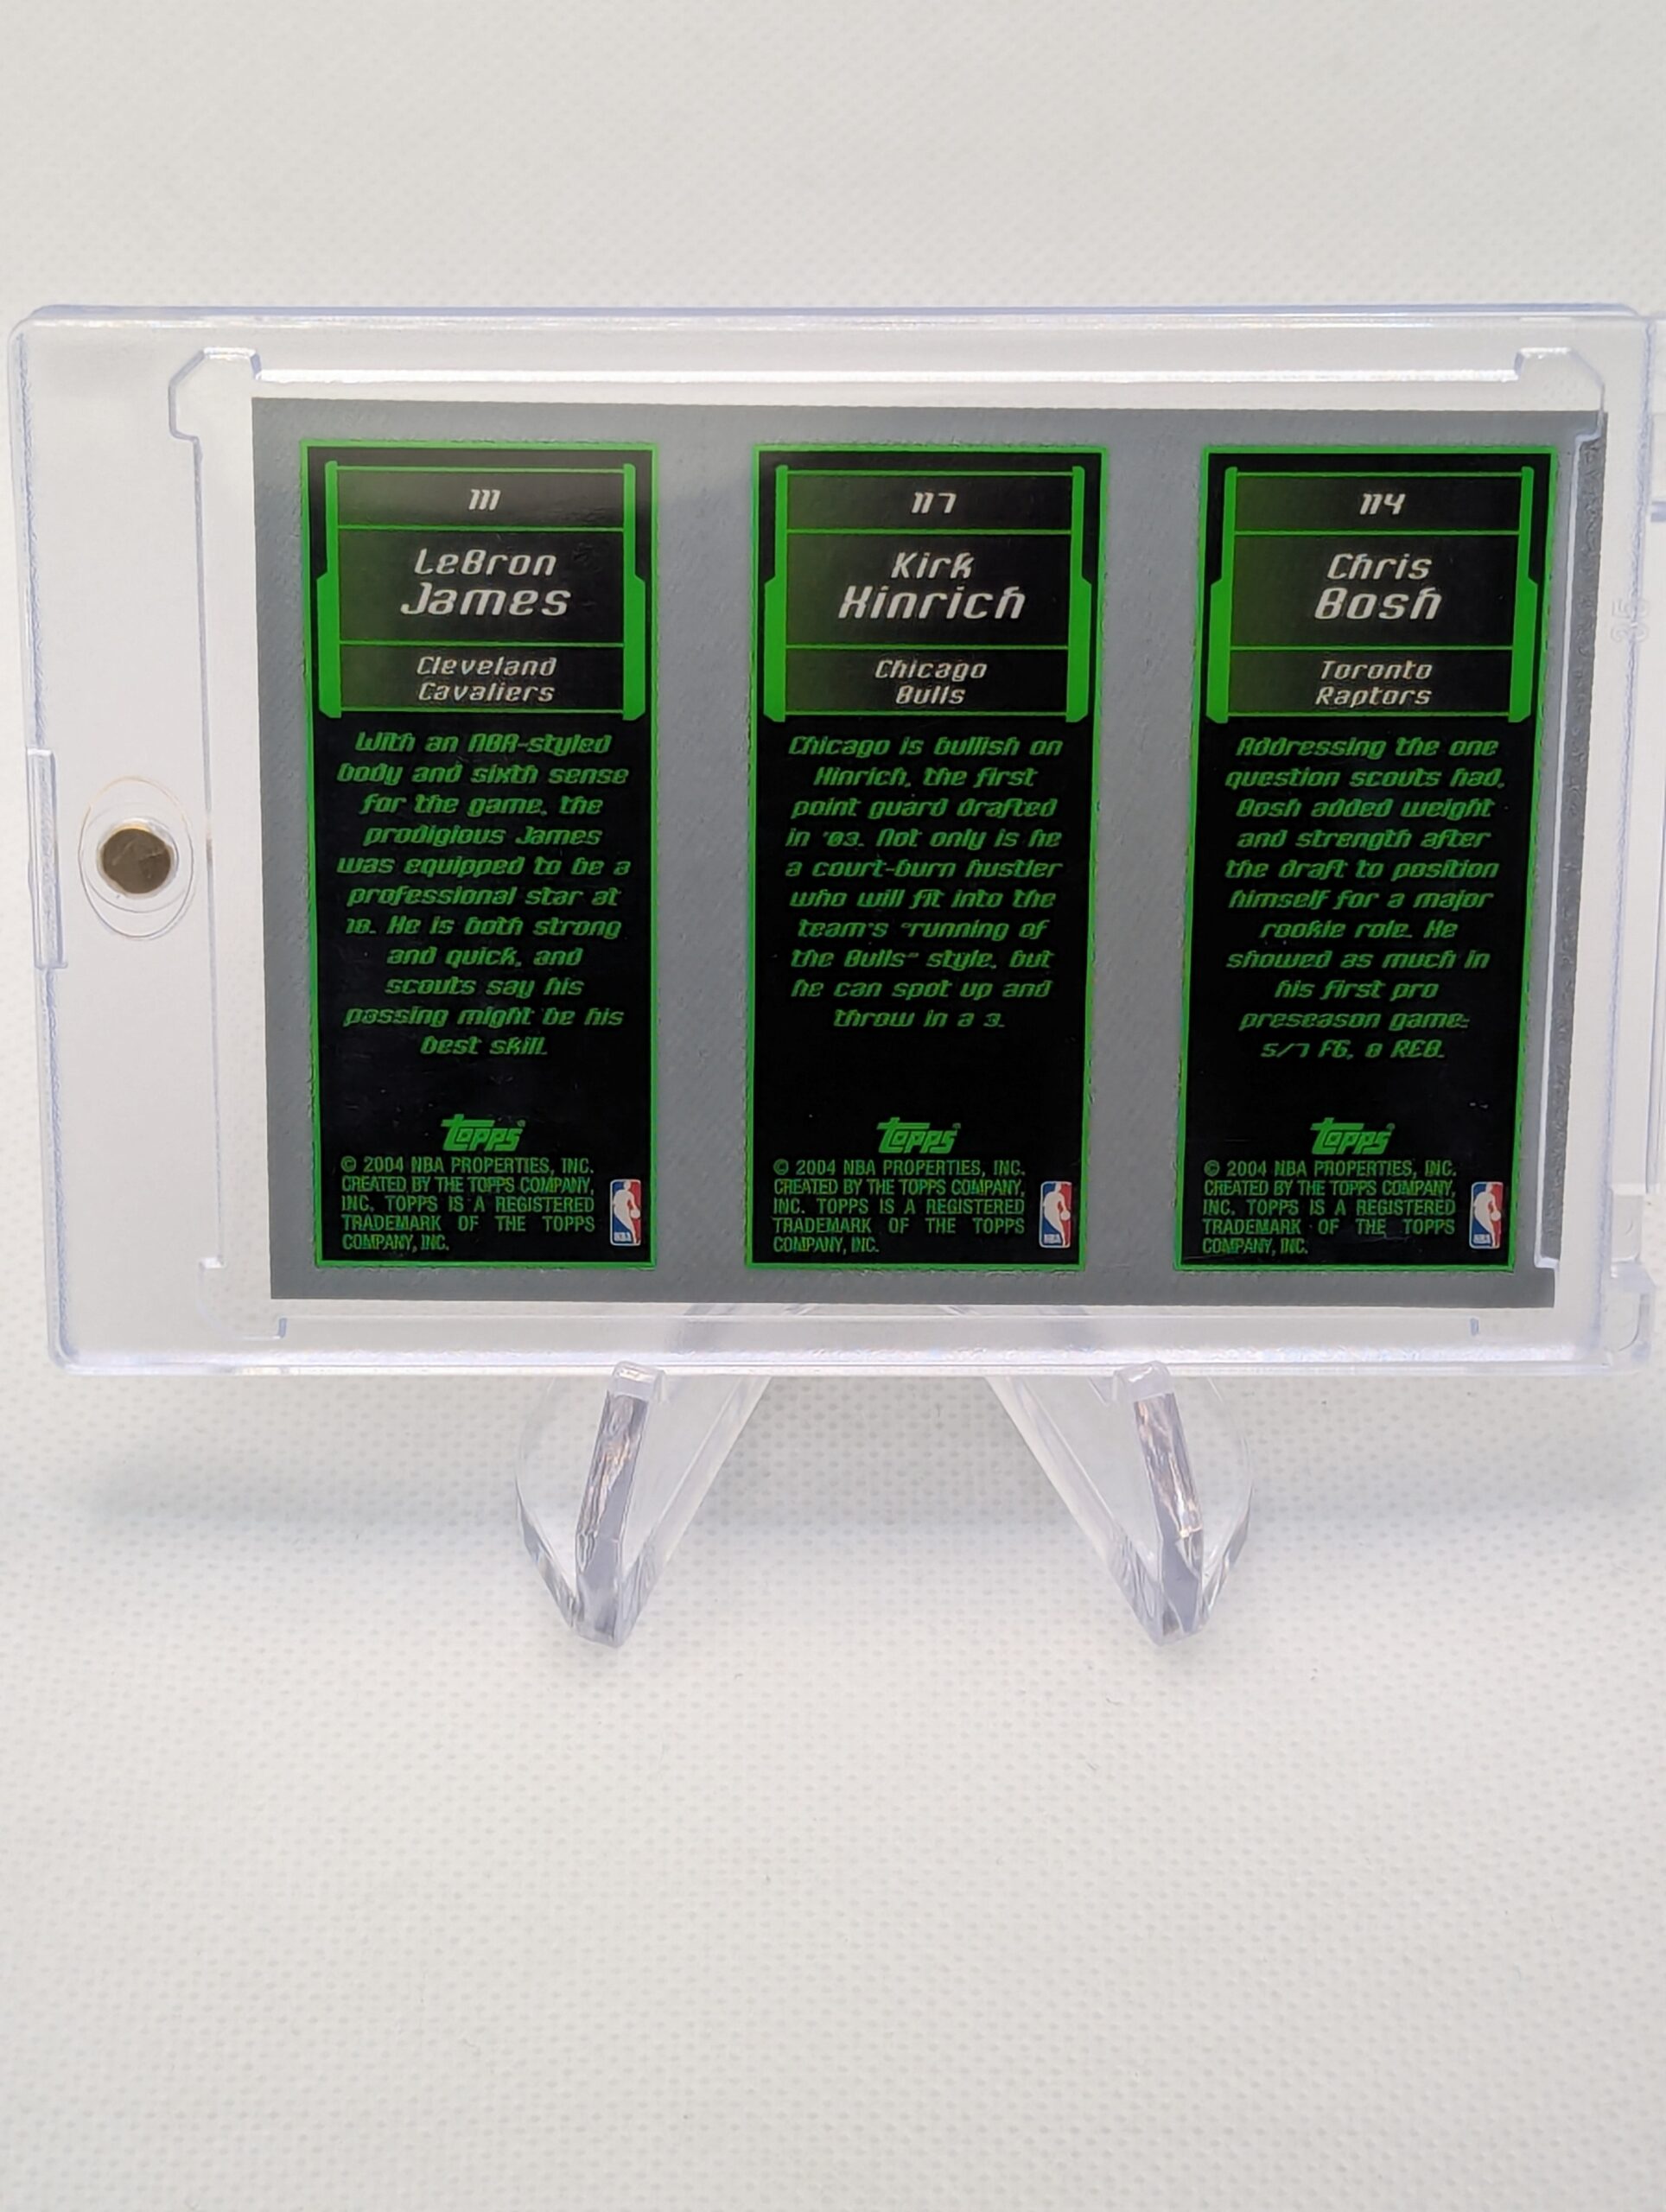 111
LeBron
James
Cleveland
Cavaliers
With an NBA-styled
body and sixth sense
for the game, the
prodigious James
was equipped to be a
professional star at
18. He is both strong
and quick, and
scouts say his
passing might be his
best skill.
topps®
© 2004 NBA PROPERTIES, INC.
CREATED BY THE TOPPS COMPANY,
INC. TOPPS IS A REGISTERED
TRADEMARK OF THE TOPPS
COMPANY, INC.
NBA
117
Kirk
Hinrich
Chicago
Bulls
Chicago is bullish on
Hinrich, the first
point guard drafted
in '03. Not only is he
a court-burn hustler
who will fit into the
team's "running of
the Bulls" style, but
he can spot up and
throw in a 3.
topps®
© 2004 NBA PROPERTIES, INC.
CREATED BY THE TOPPS COMPANY,
INC. TOPPS IS A REGISTERED
TRADEMARK OF THE TOPPS
COMPANY, INC.
NBA
114
Chris
Bosh
Toronto
Raptors
Addressing the one
question scouts had,
Bosh added weight
and strength after
the draft to position
himself for a major
rookie role. He
showed as much in
his first pro
preseason game:
5/7 FG, 8 REB.
topps®
© 2004 NBA PROPERTIES, INC.
CREATED BY THE TOPPS COMPANY,
INC. TOPPS IS A REGISTERED
TRADEMARK OF THE TOPPS
COMPANY, INC.
NBA